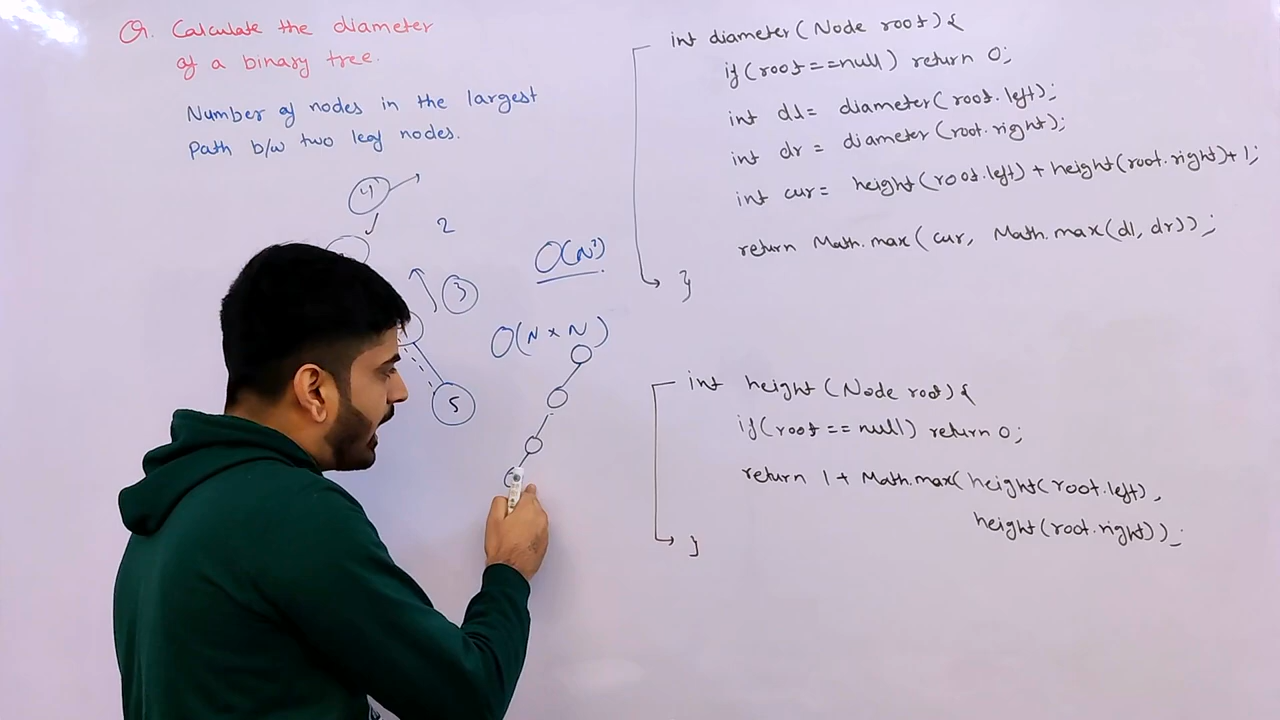 Q. Calculate the diameter
of a binary tree.
Number of nodes in the largest
Path b/w two leaf nodes.
4
2
3
5
O(N²)
O(N × N)
int diameter(Node root){
if(root==null) return 0;
int dl= diameter(root.left);
int dr = diameter(root.right);
int cur= height(root.left) + height(root.right)+1;
return Math.max(cur, Math.max(dl, dr));
}
int height(Node root){
if(root == null) return 0;
return 1+ Math.max(height(root.left),
height(root.right));
}